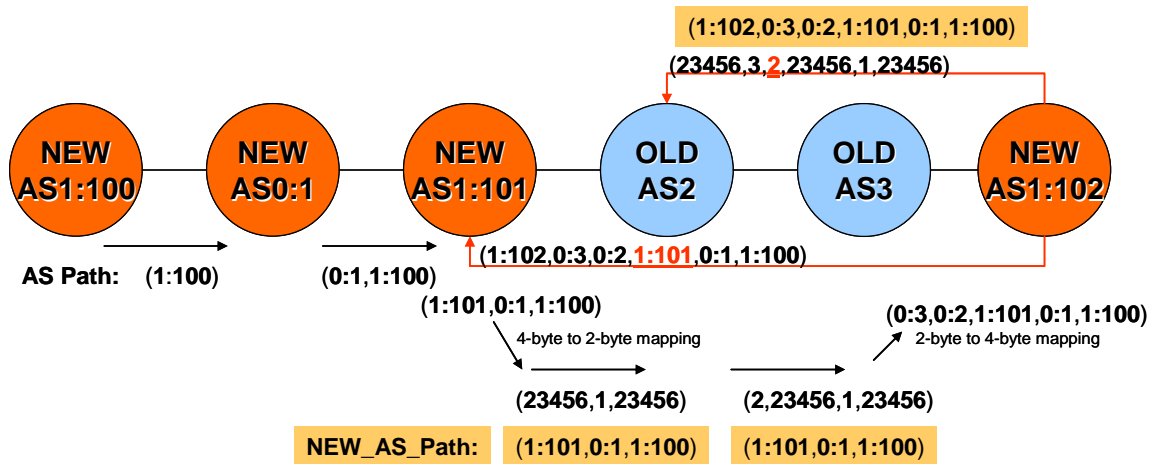 (1:102,0:3,0:2,1:101,0:1,1:100)
(23456,3,2,23456,1,23456)
NEW
AS1:100
NEW
AS0:1
NEW
AS1:101
OLD
AS2
OLD
AS3
NEW
AS1:102
(1:102,0:3,0:2,1:101,0:1,1:100)
AS Path:
(1:100)
(0:1,1:100)
(1:101,0:1,1:100)
(0:3,0:2,1:101,0:1,1:100)
4-byte to 2-byte mapping
2-byte to 4-byte mapping
(23456,1,23456)
(2,23456,1,23456)
NEW_AS_Path:
(1:101,0:1,1:100)
(1:101,0:1,1:100)